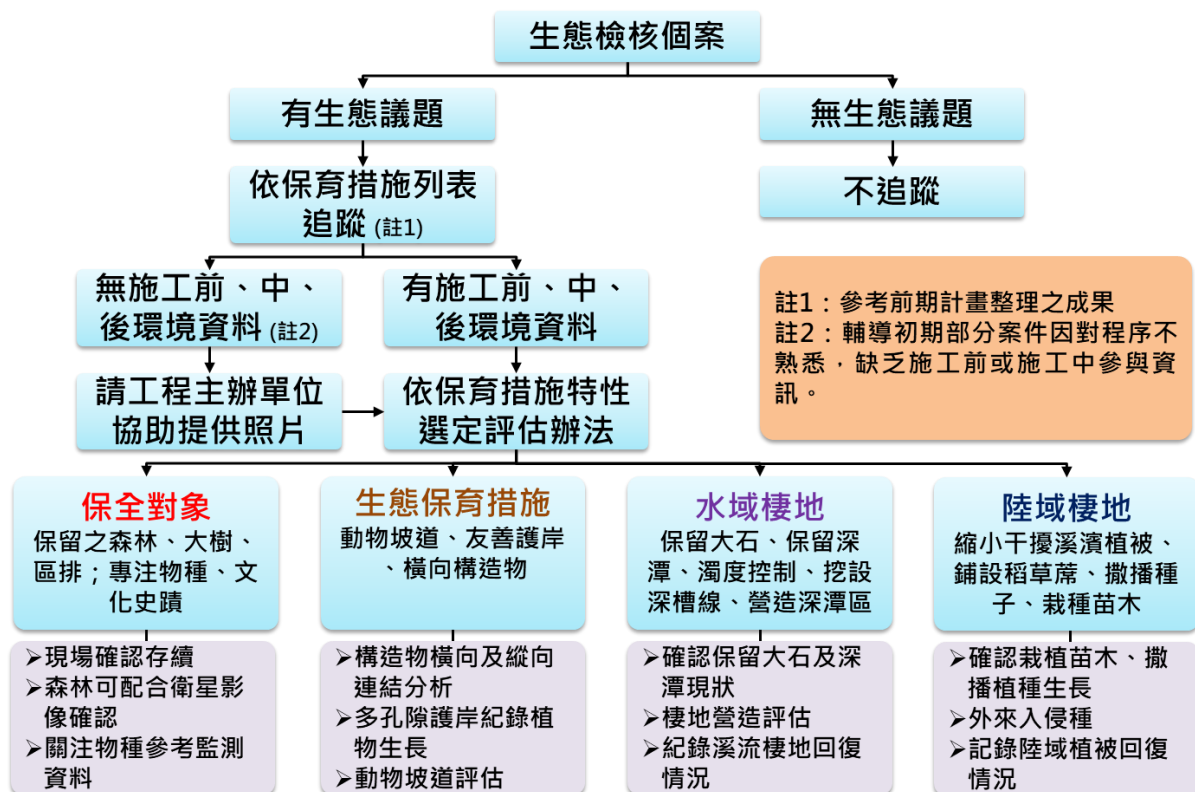 生態檢核個案
有生態議題
無生態議題
依保育措施列表
追蹤 (註1)
不追蹤
無施工前、中、
後環境資料 (註2)
有施工前、中、
後環境資料
註1：參考前期計畫整理之成果
註2：輔導初期部分案件因對程序不
熟悉，缺乏施工前或施工中參與資
訊。
請工程主辦單位
協助提供照片
依保育措施特性
選定評估辦法
保全對象
保留之森林、大樹、
區排；專注物種、文
化史蹟
生態保育措施
動物坡道、友善護岸
、橫向構造物
水域棲地
保留大石、保留深
潭、濁度控制、挖設
深槽線、營造深潭區
陸域棲地
縮小干擾溪濱植被、
鋪設稻草蓆、撒播種
子、栽種苗木
➢現場確認存續
➢森林可配合衛星影
像確認
➢關注物種參考監測
資料
➢構造物橫向及縱向
連結分析
➢多孔隙護岸紀錄植
物生長
➢動物坡道評估
➢確認保留大石及深
潭現狀
➢棲地營造評估
➢紀錄溪流棲地回復
情況
➢確認栽植苗木、撒
播植種生長
➢外來入侵種
➢記錄陸域植被回復
情況